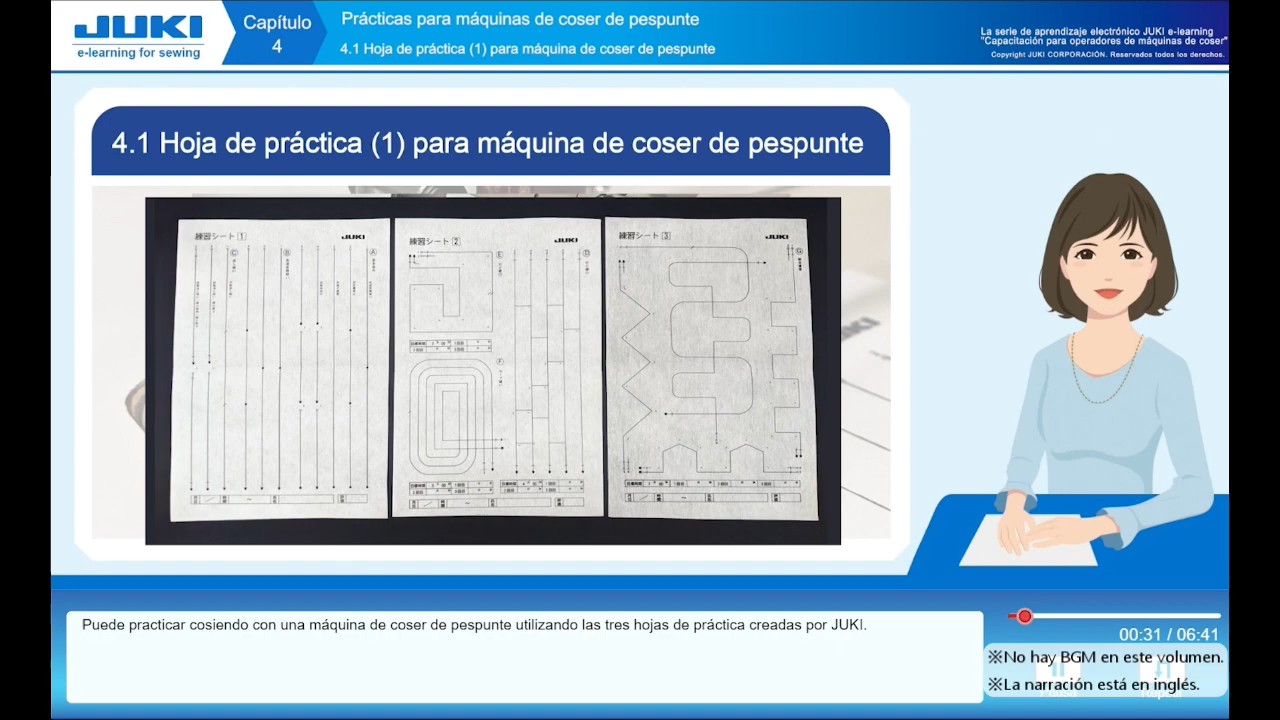 JUKI
e-learning for sewing
Capítulo
4
Prácticas para máquinas de coser de pespunte
4.1 Hoja de práctica (1) para máquina de coser de pespunte
La serie de aprendizaje electrónico JUKI e-learning
"Capacitación para operadores de máquinas de coser"
Copyright JUKI CORPORACIÓN. Reservados todos los derechos.
4.1 Hoja de práctica (1) para máquina de coser de pespunte
練習シート 1
JUKI
C
B
A
練習シート 2
JUKI
E
D
F
練習シート 3
JUKI
G
JUKI
Puede practicar cosiendo con una máquina de coser de pespunte utilizando las tres hojas de práctica creadas por JUKI.
00:31 / 06:41
※No hay BGM en este volumen.
※La narración está en inglés.